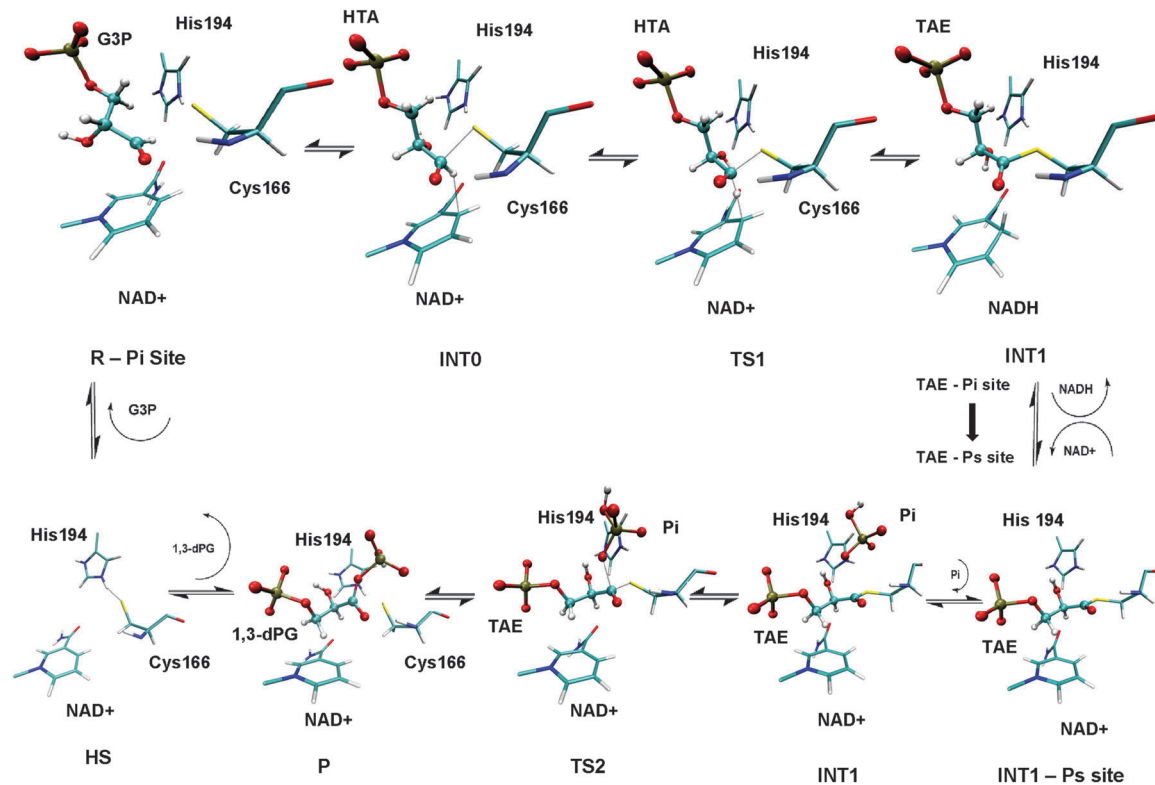 G3P
His194
Cys166
NAD+
R – Pi Site
HTA
His194
Cys166
NAD+
INT0
HTA
His194
Cys166
NAD+
TS1
TAE
His194
NADH
INT1
G3P
TAE - Pi site
TAE - Ps site
NADH
NAD+
His194
1,3-dPG
Cys166
NAD+
HS
His194
1,3-dPG
Cys166
NAD+
P
His194
Pi
TAE
NAD+
TS2
His194
Pi
TAE
NAD+
INT1
Pi
His 194
TAE
NAD+
INT1 – Ps site